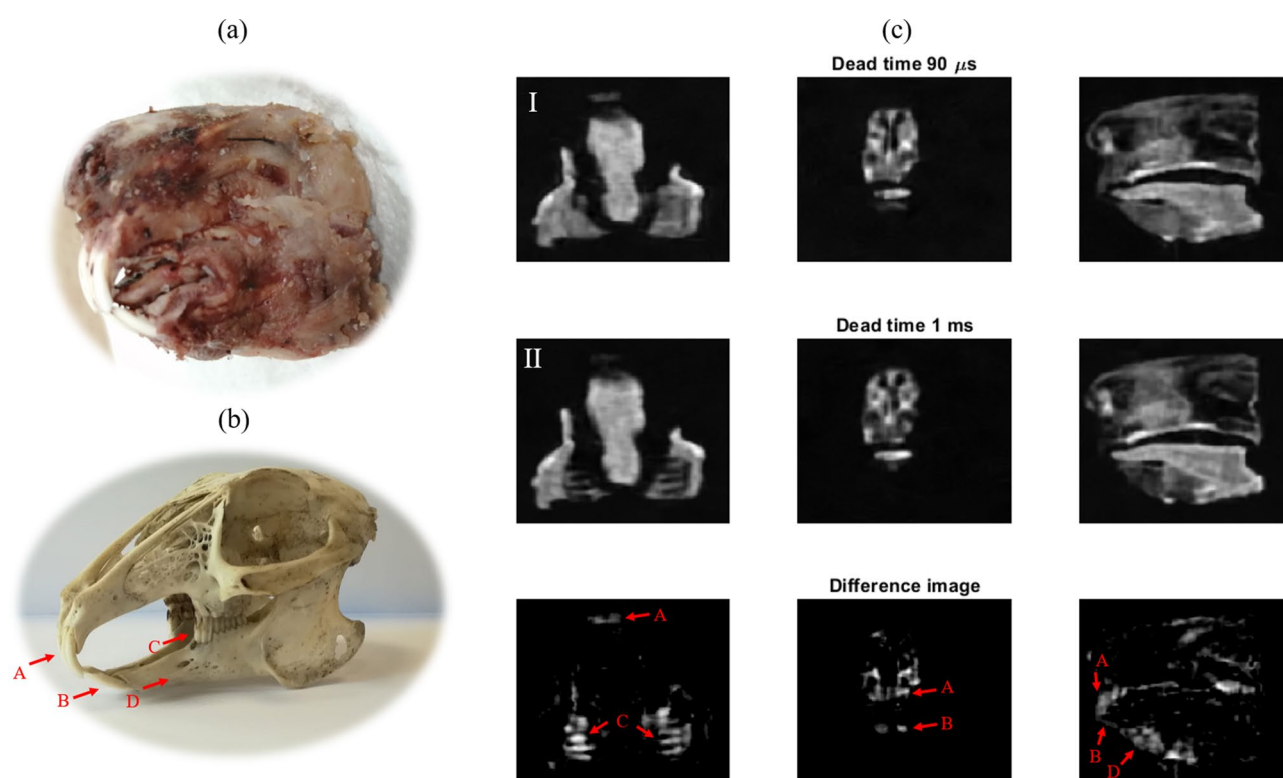 (a)
(c)
Dead time 90 μs
I
Dead time 1 ms
II
(b)
Difference image
A
B
C
D
A
C
A
B
A
B
D